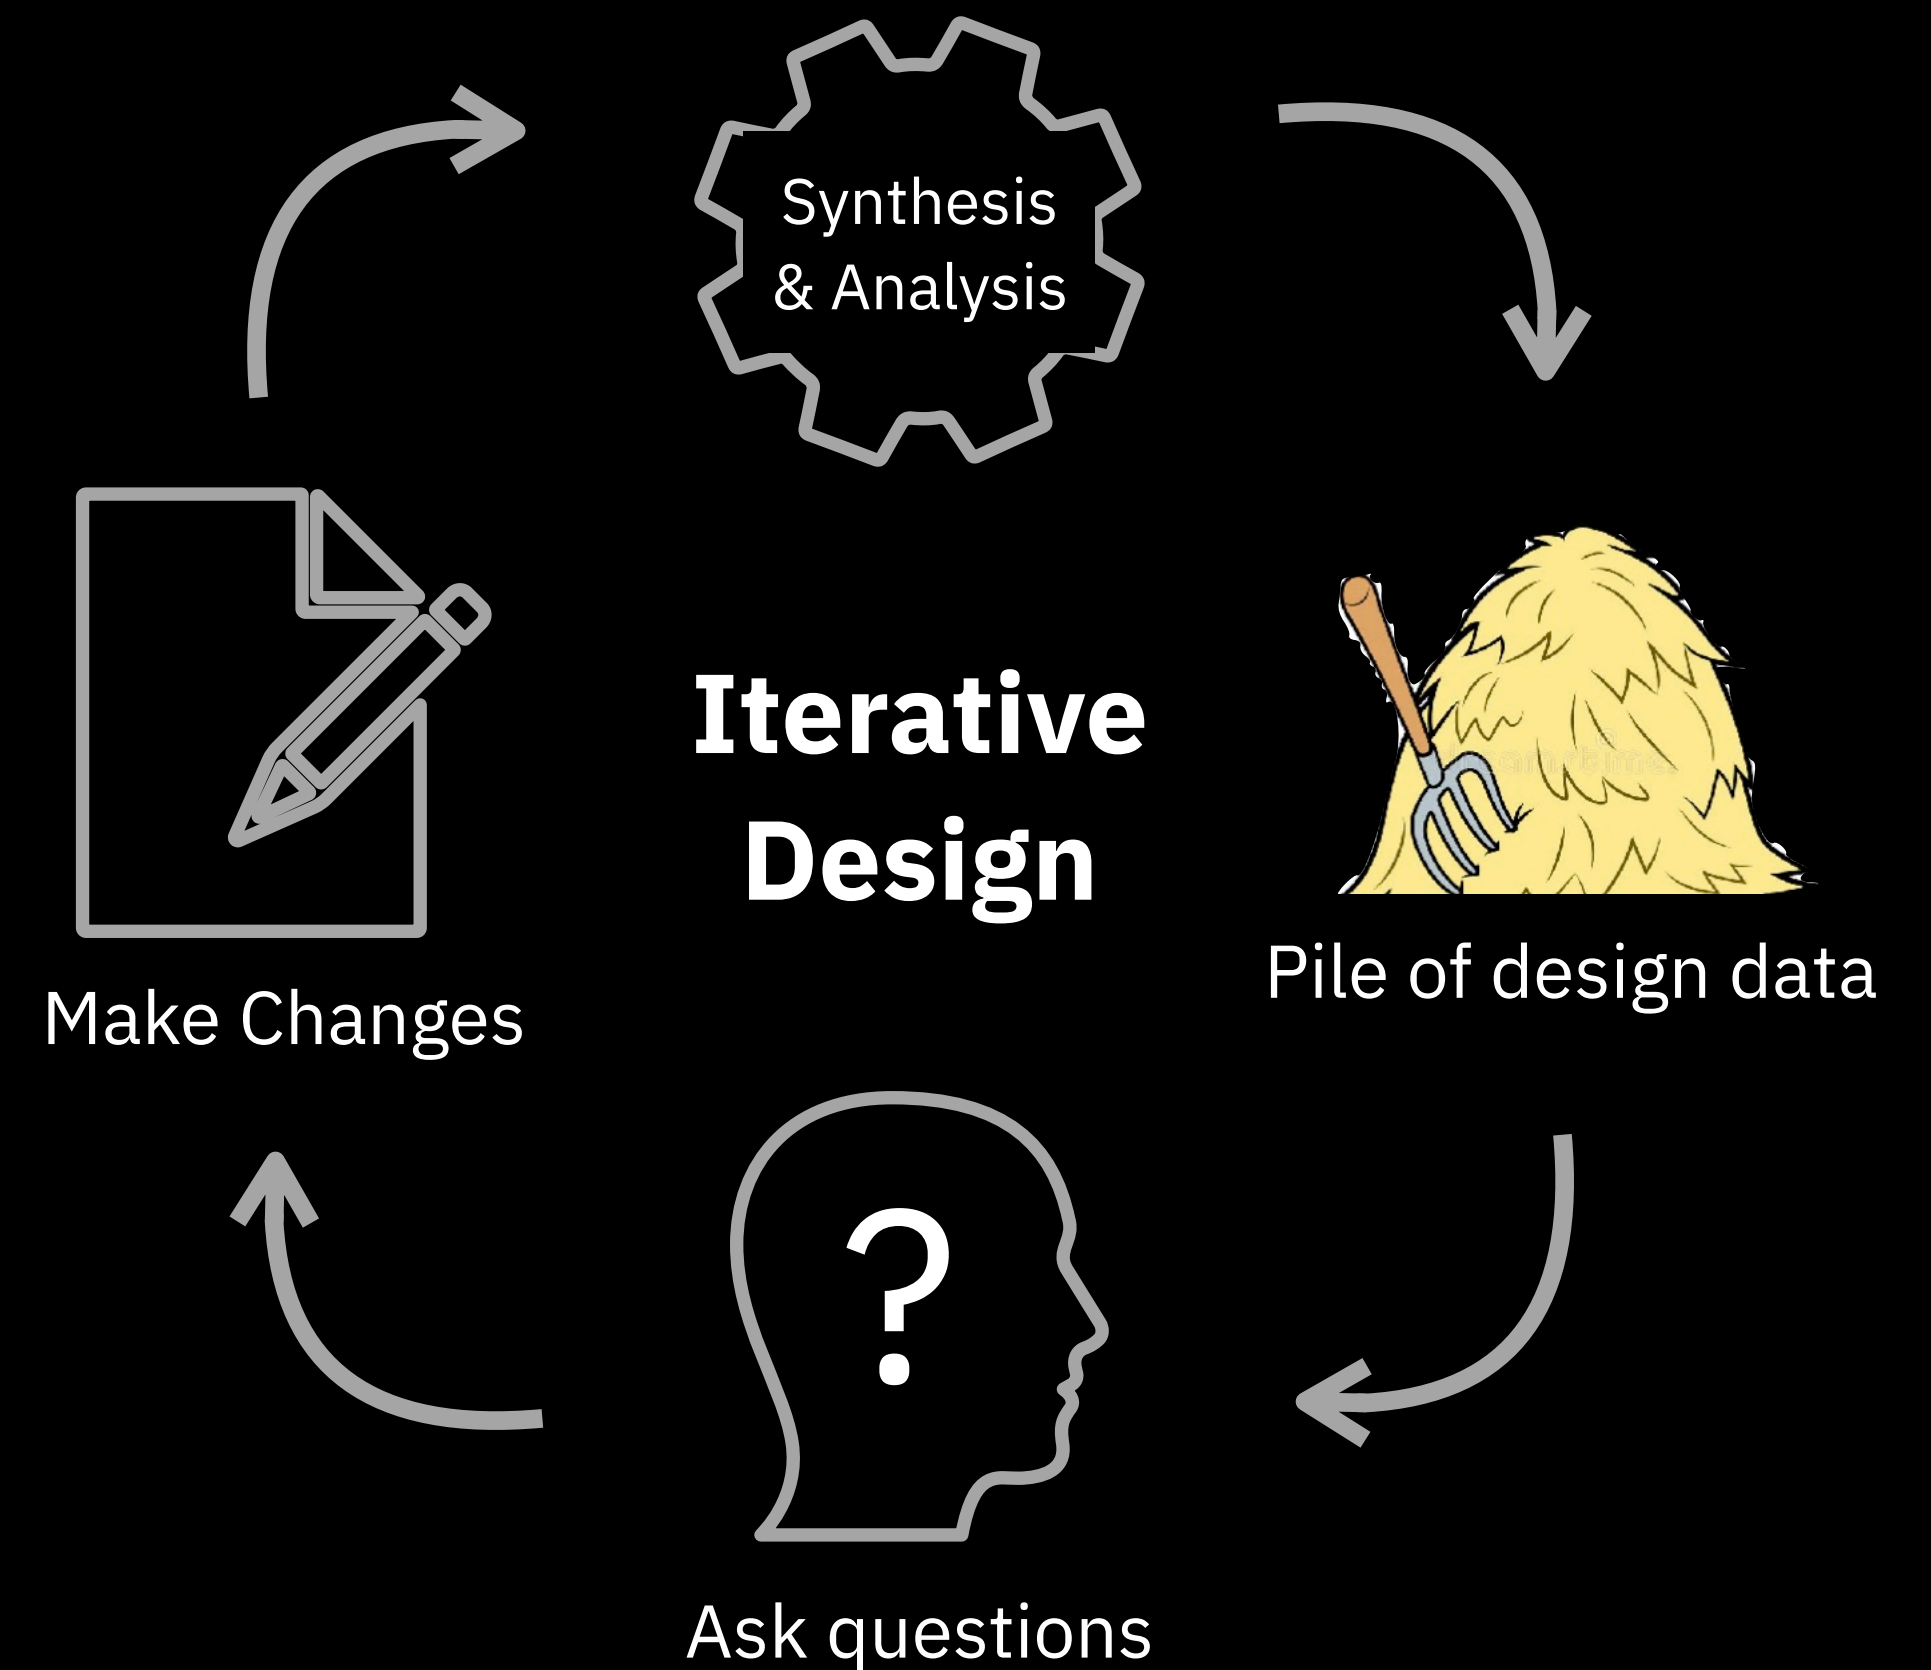 Synthesis
& Analysis
Iterative
Design
Pile of design data
Make Changes
?
Ask questions